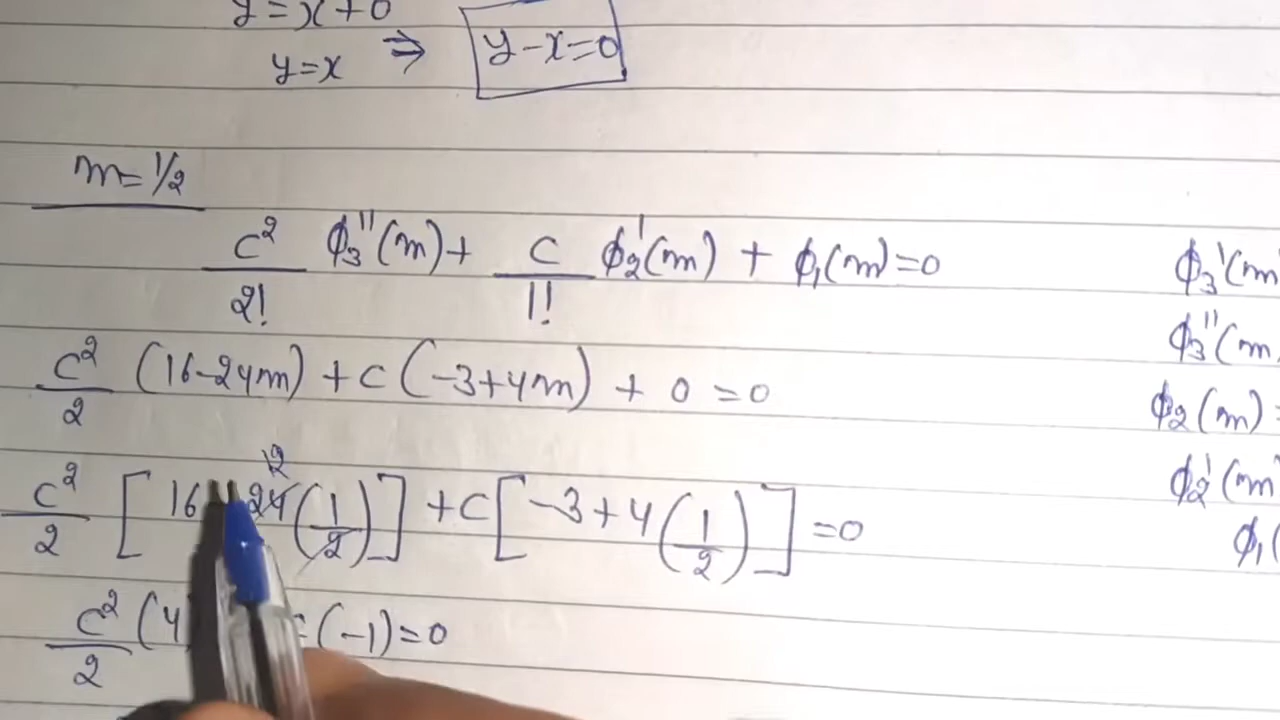 y = x + 0
y = x ⇒ y - x = 0
m = 1/2
c²/2! ϕ₃''(m) + c/1! ϕ₂'(m) + ϕ₁(m) = 0
ϕ₃'(m
ϕ₃''(m
c²/2 (16 - 24m) + c (-3 + 4m) + 0 = 0
ϕ₂(m) =
c²/2 [16 24 12 (1/2)] + c [-3 + 4 (1/2)] = 0
ϕ₂'(m
ϕ₁(
c²/2 (4 (-1) = 0